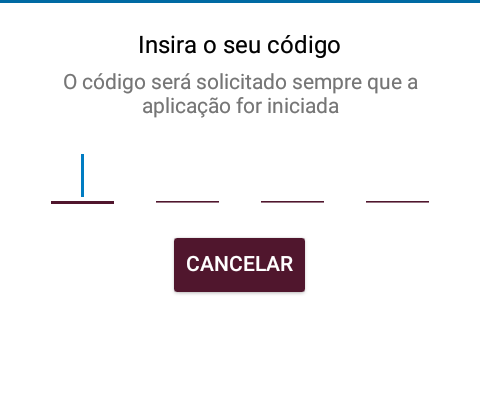 Insira o seu código
O código será solicitado sempre que a
aplicação for iniciada
CANCELAR